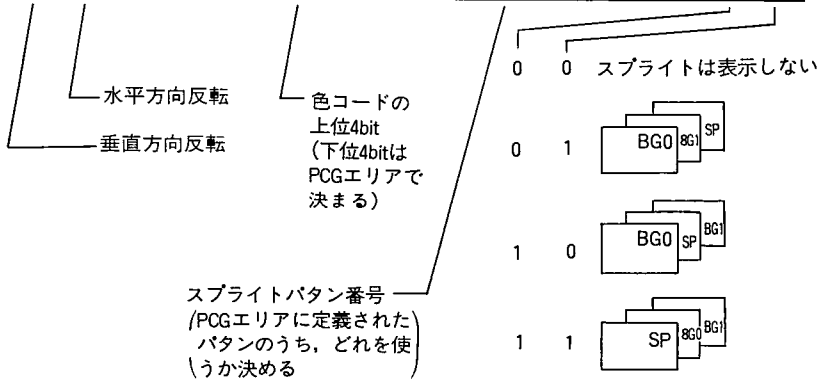 0 0 スプライトは表示しない
水平方向反転
垂直方向反転
色コードの
上位4bit
(下位4bitは
PCGエリアで
決まる)
0 1 BG0 BG1 SP
1 0 BG0 SP BG1
スプライトパタン番号
(PCGエリアに定義された
パタンのうち，どれを使
うか決める)
1 1 SP BG0 BG1